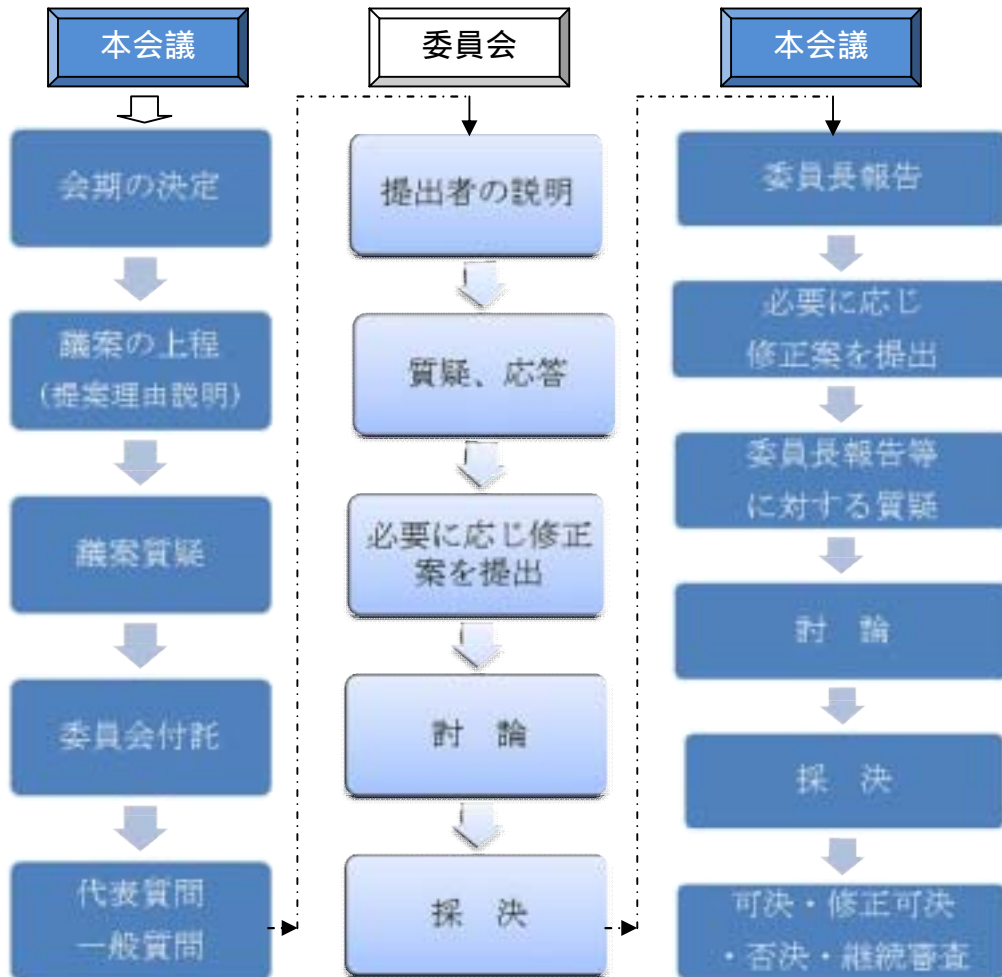 本会議
会期の決定
議案の上程
(提案理由説明)
議案質疑
委員会付託
代表質問
一般質問
委員会
提出者の説明
質疑、応答
必要に応じ修正
案を提出
討　論
採　決
本会議
委員長報告
必要に応じ
修正案を提出
委員長報告等
に対する質疑
討　論
採　決
可決・修正可決
・否決・継続審査